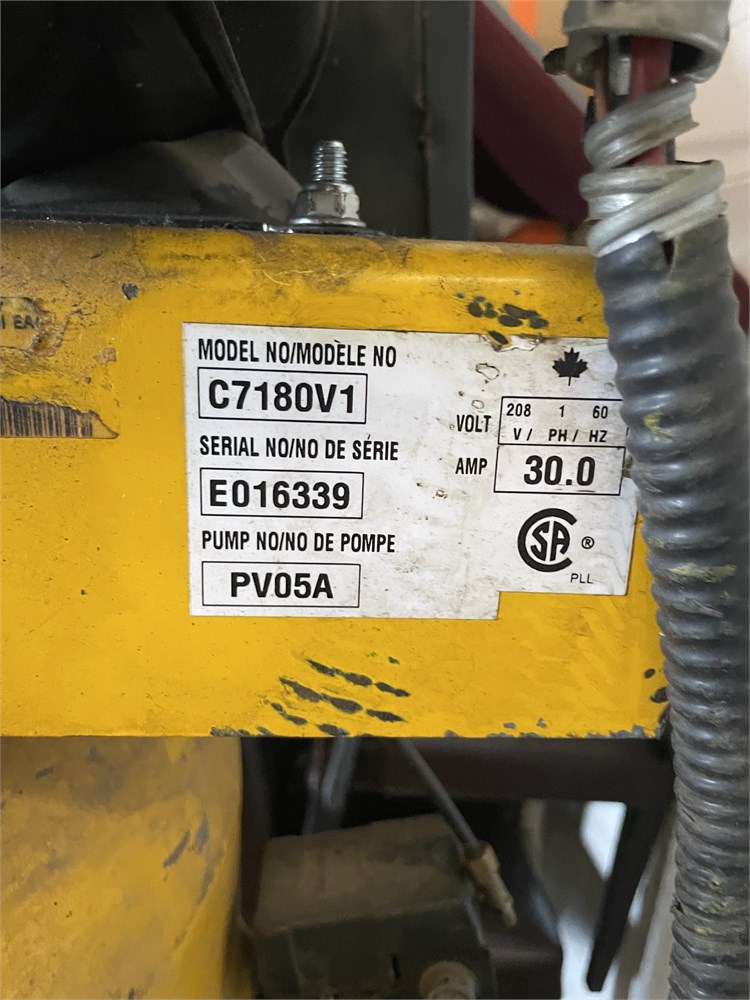 MODEL NO/MODÈLE NO
C7180V1
SERIAL NO/NO DE SÉRIE
E016339
PUMP NO/NO DE POMPE
PV05A
VOLT
208 1 60
V / PH / HZ
AMP
30.0
SA ®
PLL